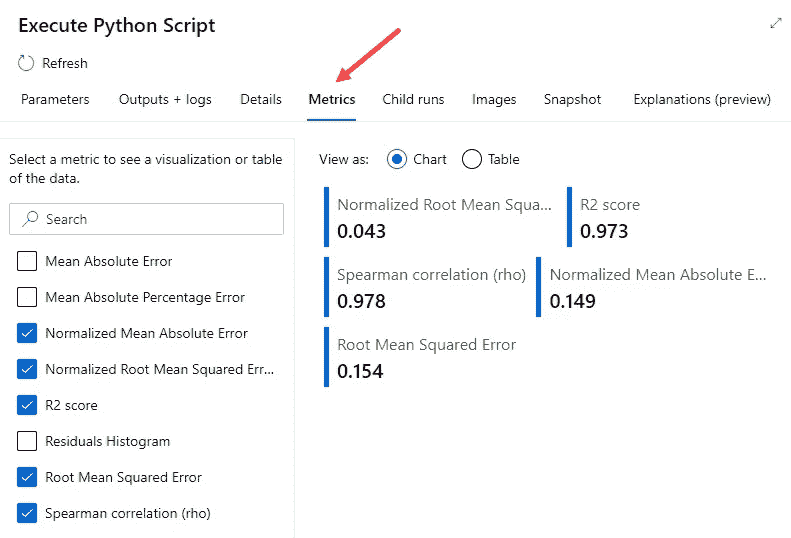 Execute Python Script
Refresh
Parameters Outputs + logs Details Metrics Child runs Images Snapshot Explanations (preview)
Select a metric to see a visualization or table
of the data.
Search
Mean Absolute Error
Mean Absolute Percentage Error
Normalized Mean Absolute Error
Normalized Root Mean Squared Err...
R2 score
Residuals Histogram
Root Mean Squared Error
Spearman correlation (rho)
View as: Chart Table
Normalized Root Mean Squa... R2 score
0.043 0.973
Spearman correlation (rho) Normalized Mean Absolute E...
0.978 0.149
Root Mean Squared Error
0.154